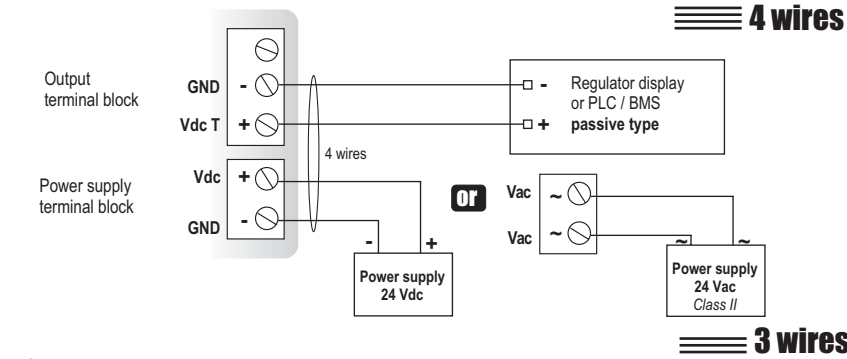 4 wires
Output
terminal block
GND
-
Vdc T
+
-
+
Regulator display
or PLC / BMS
passive type
4 wires
Power supply
terminal block
Vdc
+
GND
-
-
+
Power supply
24 Vdc
or
Vac
~
Vac
~
~
~
Power supply
24 Vac
Class II
3 wires